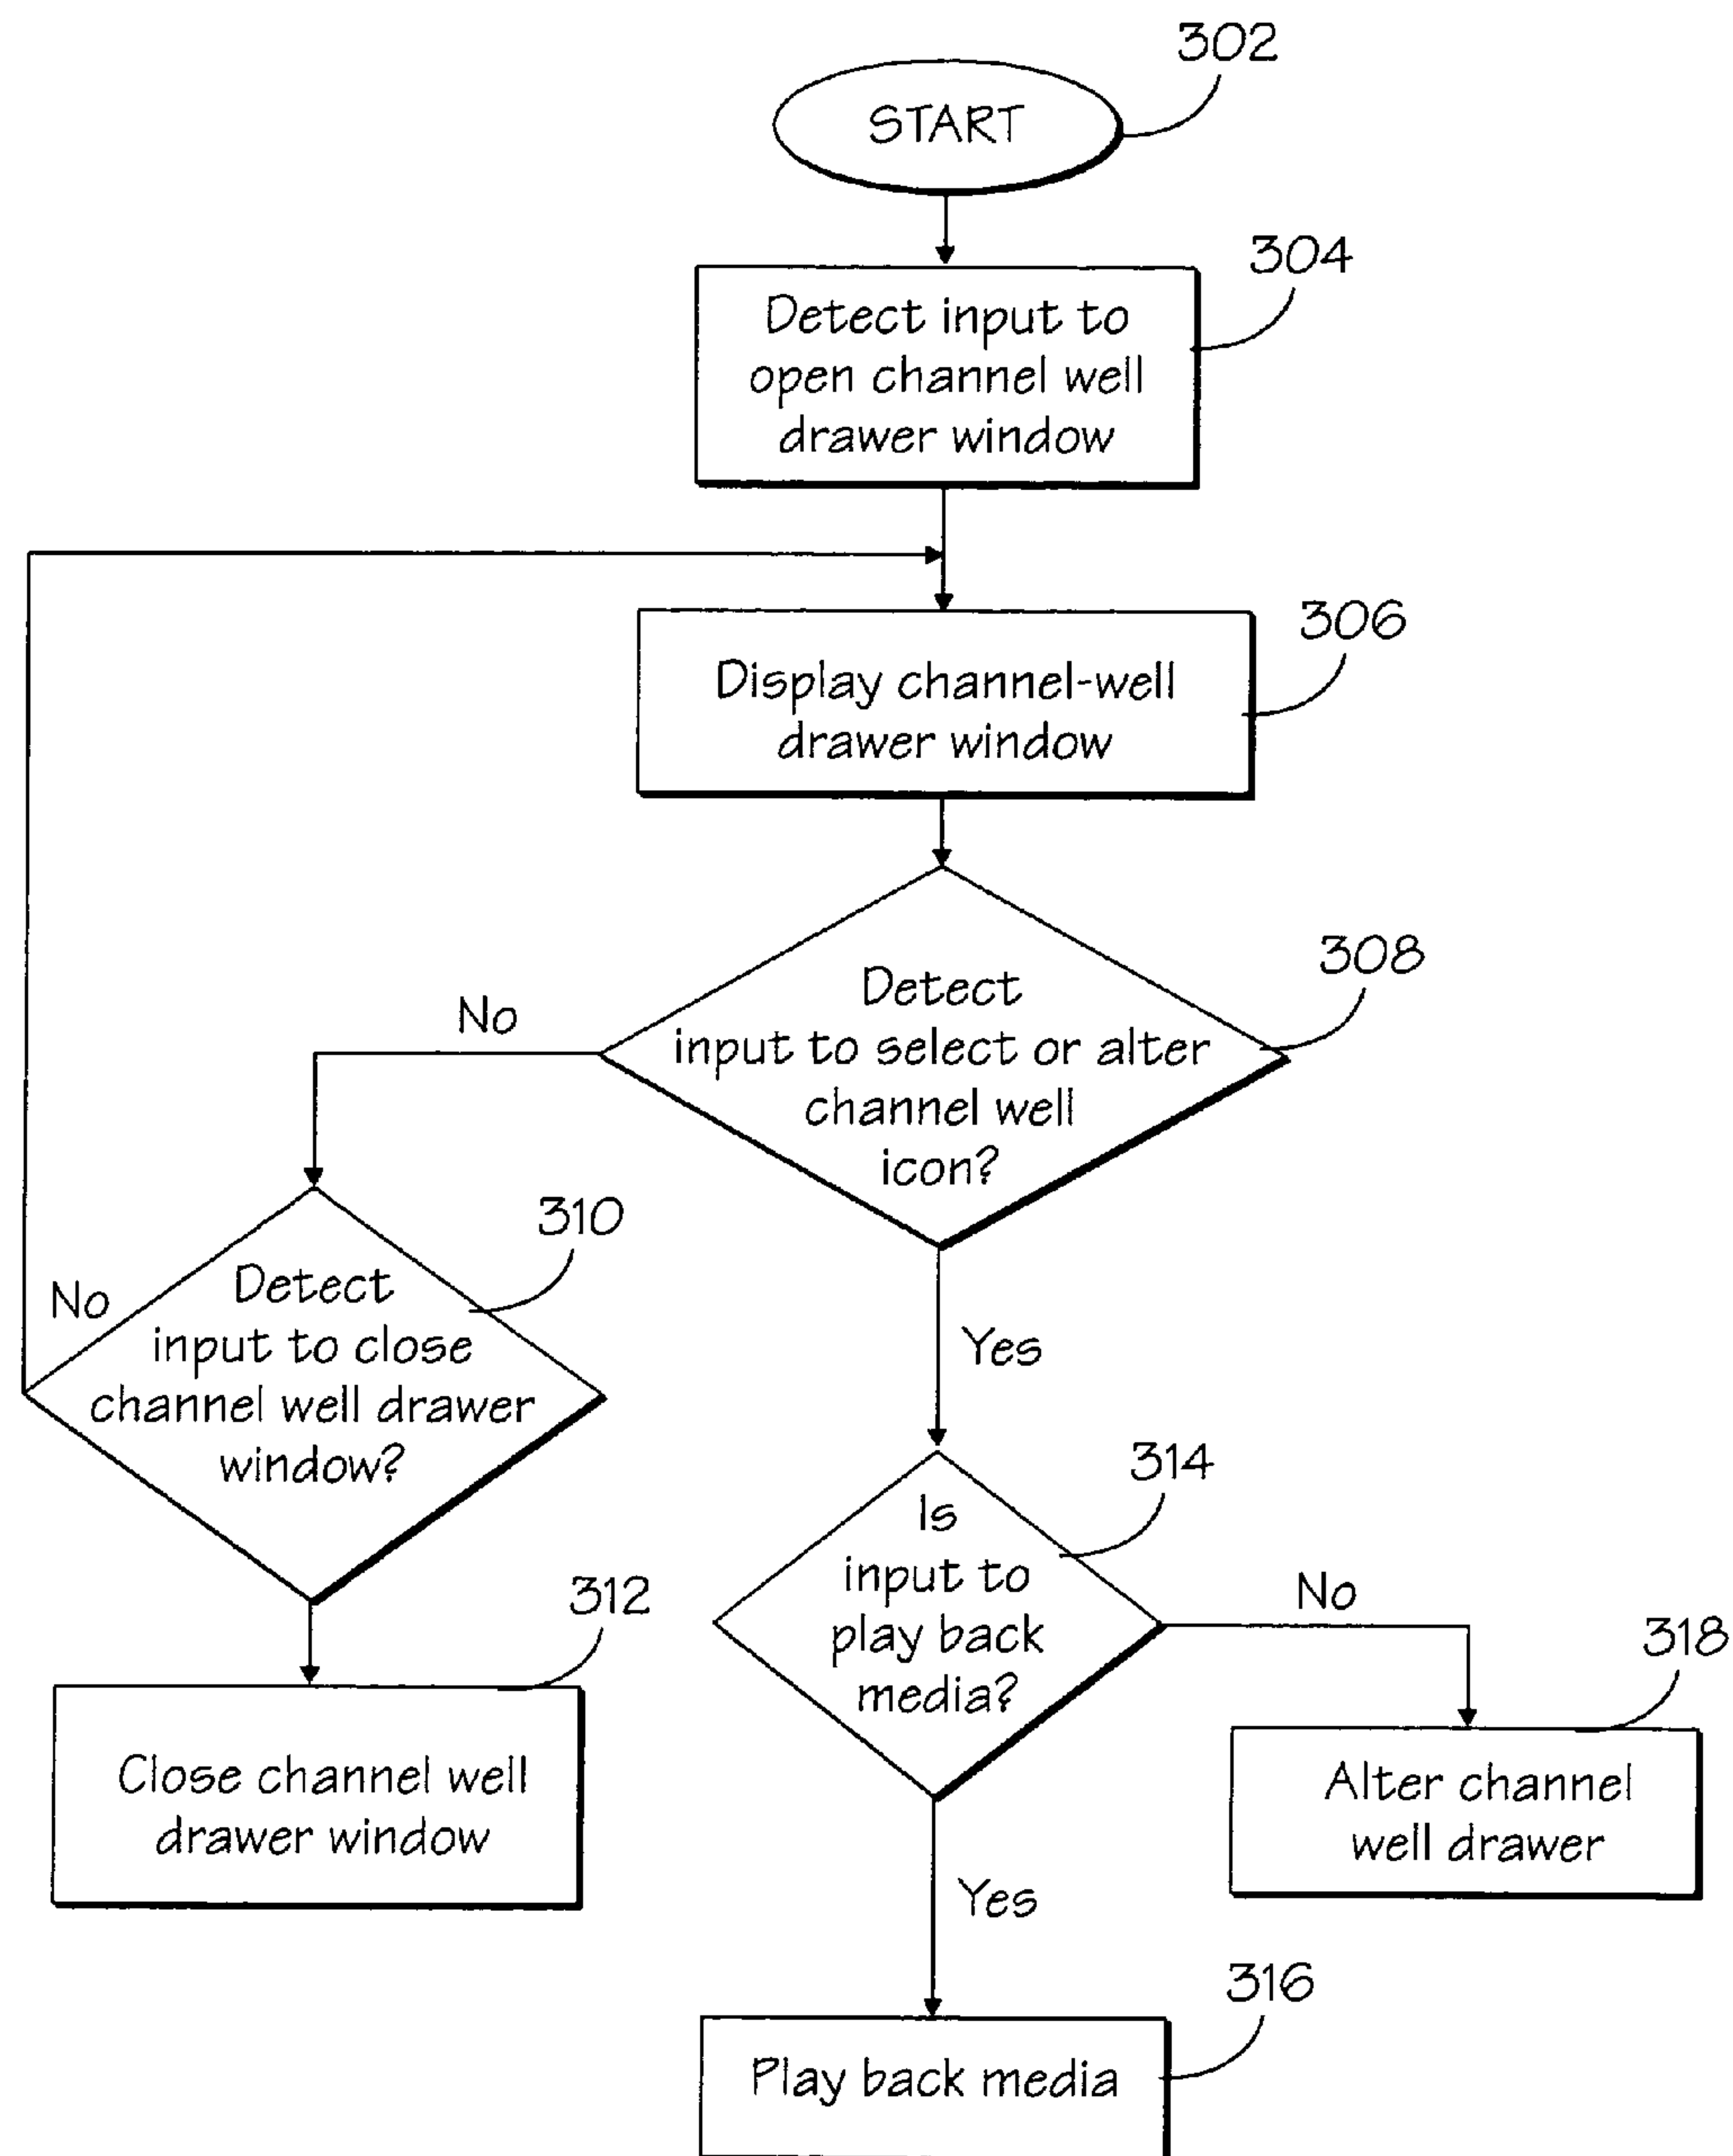 302
START
304
Detect input to
open channel well
drawer window
306
Display channel-well
drawer window
308
Detect
input to select or alter
channel well
icon?
No
310
Detect
input to close
channel well drawer
window?
No
Yes
314
Is
input to
play back
media?
No
312
Close channel well
drawer window
318
Alter channel
well drawer
Yes
316
Play back media